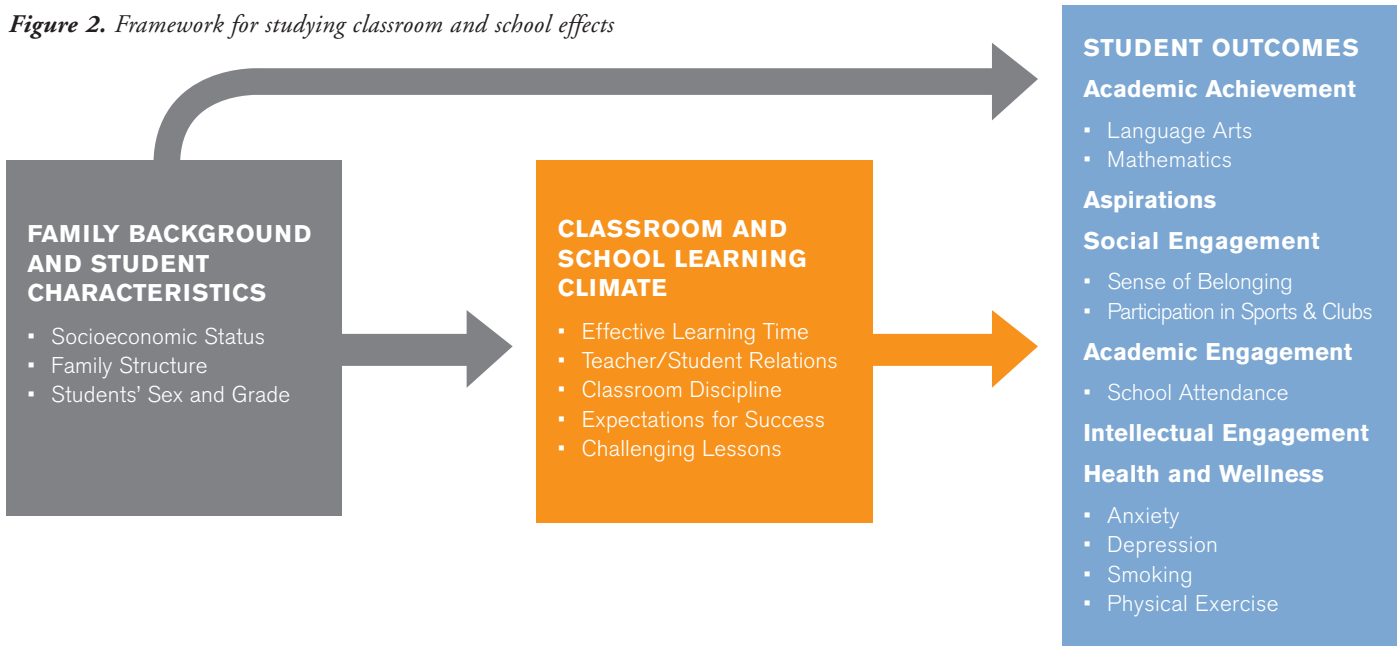 Figure 2. Framework for studying classroom and school effects
FAMILY BACKGROUND
AND STUDENT
CHARACTERISTICS
▪ Socioeconomic Status
▪ Family Structure
▪ Students' Sex and Grade
CLASSROOM AND
SCHOOL LEARNING
CLIMATE
▪ Effective Learning Time
▪ Teacher/Student Relations
▪ Classroom Discipline
▪ Expectations for Success
▪ Challenging Lessons
STUDENT OUTCOMES
Academic Achievement
▪ Language Arts
▪ Mathematics
Aspirations
Social Engagement
▪ Sense of Belonging
▪ Participation in Sports & Clubs
Academic Engagement
▪ School Attendance
Intellectual Engagement
Health and Wellness
▪ Anxiety
▪ Depression
▪ Smoking
▪ Physical Exercise